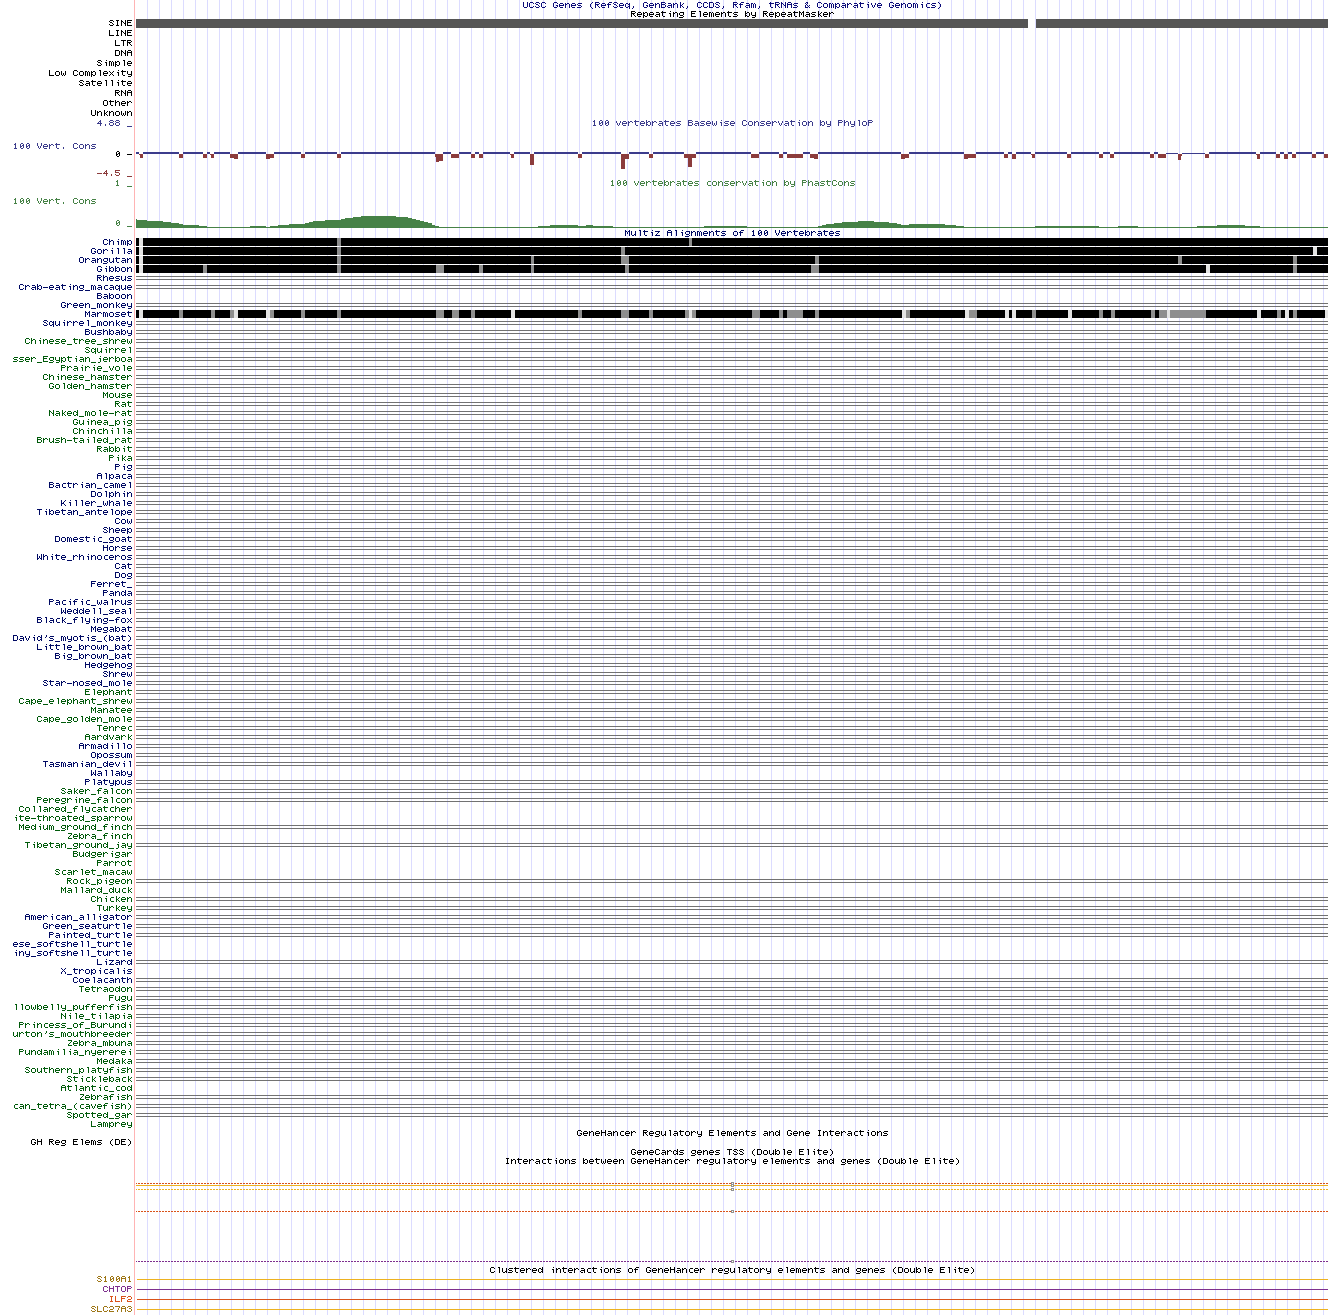 UCSC Genes (RefSeq, GenBank, CCDS, Rfam, tRNAs & Comparative Genomics)
Repeating Elements by RepeatMasker
SINE
LINE
LTR
DNA
Simple
Low Complexity
Satellite
RNA
Other
Unknown
4.88 _
100 vertebrates Basewise Conservation by PhyloP
100 Vert. Cons
0 _
-4.5 _
1 _
100 vertebrates conservation by PhastCons
100 Vert. Cons
0 _
Multiz Alignments of 100 Vertebrates
Chimp
Gorilla
Orangutan
Gibbon
Rhesus
Crab-eating_macaque
Baboon
Green_monkey
Marmoset
Squirrel_monkey
Bushbaby
Chinese_tree_shrew
Squirrel
sser_Egyptian_jerboa
Prairie_vole
Chinese_hamster
Golden_hamster
Mouse
Rat
Naked_mole-rat
Guinea_pig
Chinchilla
Brush-tailed_rat
Rabbit
Pika
Pig
Alpaca
Bactrian_camel
Dolphin
Killer_whale
Tibetan_antelope
Cow
Sheep
Domestic_goat
Horse
White_rhinoceros
Cat
Dog
Ferret_
Panda
Pacific_walrus
Weddell_seal
Black_flying-fox
Megabat
David's_myotis_(bat)
Little_brown_bat
Big_brown_bat
Hedgehog
Shrew
Star-nosed_mole
Elephant
Cape_elephant_shrew
Manatee
Cape_golden_mole
Tenrec
Aardvark
Armadillo
Opossum
Tasmanian_devil
Wallaby
Platypus
Saker_falcon
Peregrine_falcon
Collared_flycatcher
ite-throated_sparrow
Medium_ground_finch
Zebra_finch
Tibetan_ground_jay
Budgerigar
Parrot
Scarlet_macaw
Rock_pigeon
Mallard_duck
Chicken
Turkey
American_alligator
Green_seaturtle
Painted_turtle
ese_softshell_turtle
iny_softshell_turtle
Lizard
X_tropicalis
Coelacanth
Tetraodon
Fugu
llowbelly_pufferfish
Nile_tilapia
Princess_of_Burundi
urton's_mouthbreeder
Zebra_mbuna
Pundamilia_nyererei
Medaka
Southern_platyfish
Stickleback
Atlantic_cod
Zebrafish
can_tetra_(cavefish)
Spotted_gar
Lamprey
GeneHancer Regulatory Elements and Gene Interactions
GH Reg Elems (DE)
GeneCards genes TSS (Double Elite)
Interactions between GeneHancer regulatory elements and genes (Double Elite)
Clustered interactions of GeneHancer regulatory elements and genes (Double Elite)
S100A1
CHTOP
ILF2
SLC27A3